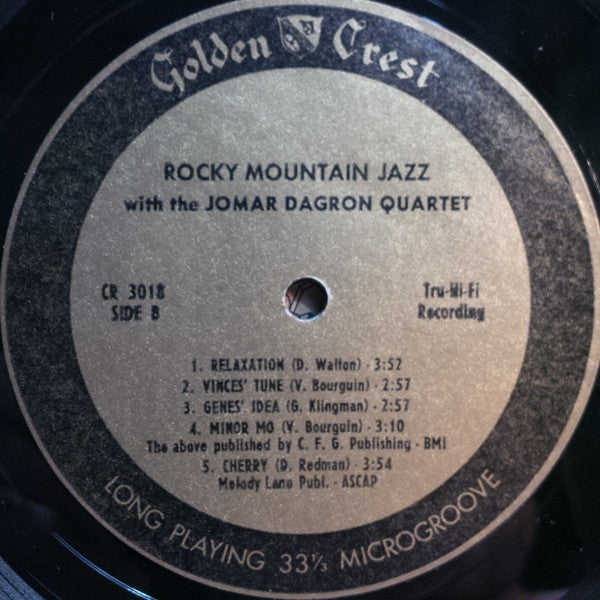 Golden Crest
ROCKY MOUNTAIN JAZZ
with the JOMAR DAGRON QUARTET
CR 3018
SIDE B
Tru-Hi-Fi
Recording
1. RELAXATION (D. Walton) - 3:52
2. VINCES' TUNE (V. Bourguin) - 2:57
3. GENES' IDEA (G. Klingman) - 2:57
4. MINOR MO (V. Bourguin) - 3:10
The above published by C. F. G. Publishing - BMI
5. CHERRY (D. Redman) - 3:54
Melody Lane Publ. - ASCAP
LONG PLAYING 33⅓ MICROGROOVE